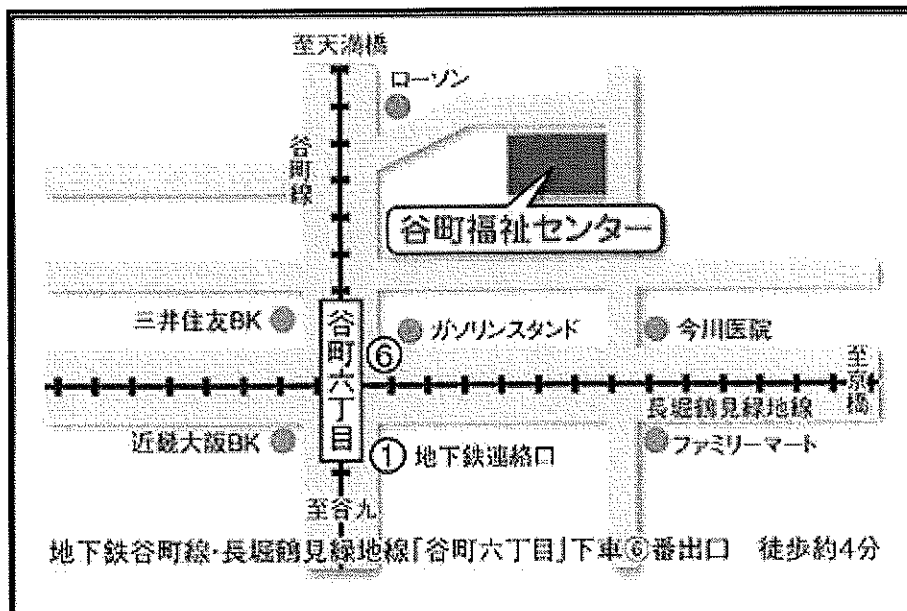 至天満橋
ローソン
谷町線
谷町福祉センター
三井住友BK
谷町六丁目
⑥
ガソリンスタンド
今川医院
至京橋
長堀鶴見緑地線
近畿大阪BK
①地下鉄連絡口
ファミリーマート
至谷九
地下鉄谷町線・長堀鶴見緑地線「谷町六丁目」下車⑥番出口 徒歩約4分